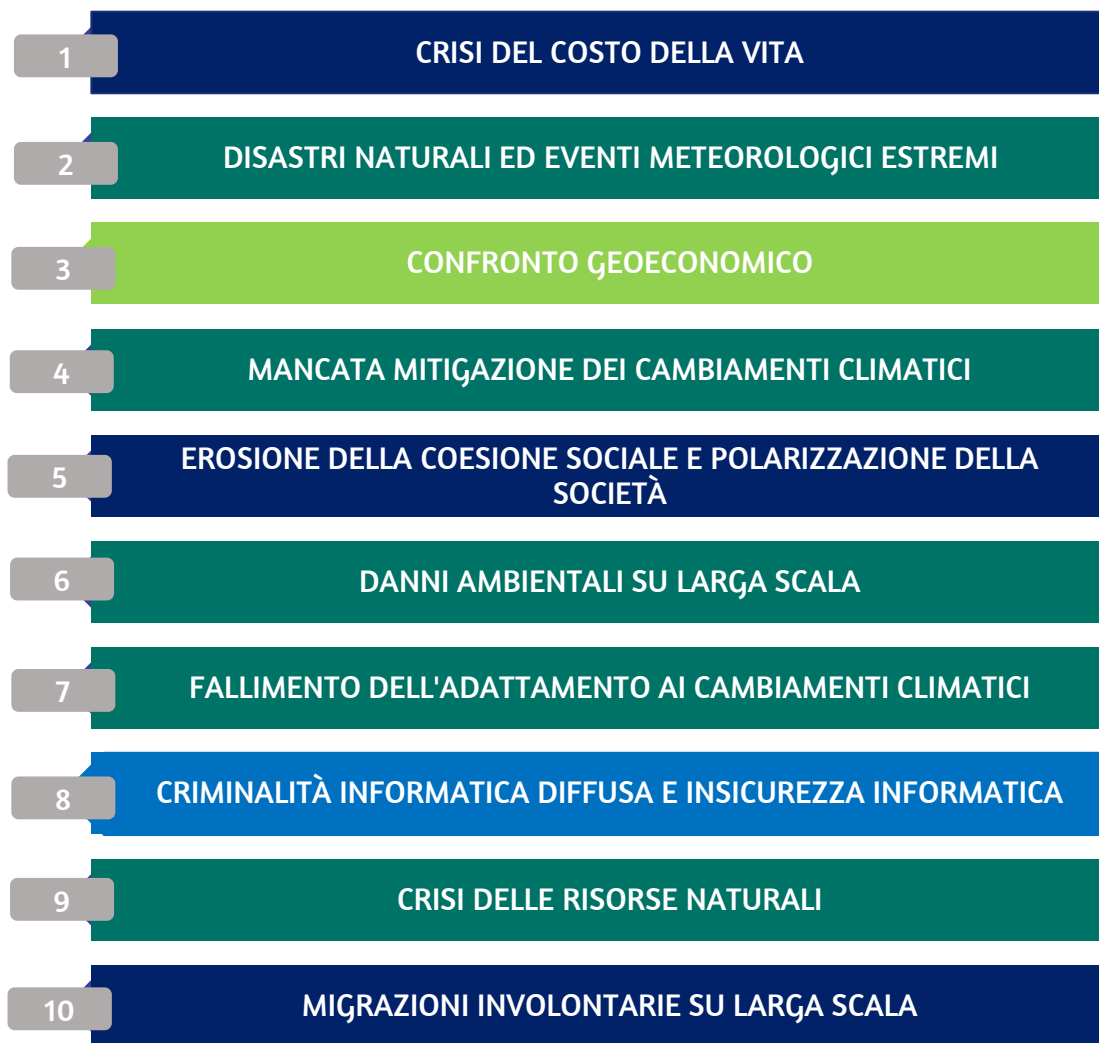 1
CRISI DEL COSTO DELLA VITA
2
DISASTRI NATURALI ED EVENTI METEOROLOGICI ESTREMI
3
CONFRONTO GEOECONOMICO
4
MANCATA MITIGAZIONE DEI CAMBIAMENTI CLIMATICI
5
EROSIONE DELLA COESIONE SOCIALE E POLARIZZAZIONE DELLA
SOCIETÀ
6
DANNI AMBIENTALI SU LARGA SCALA
7
FALLIMENTO DELL'ADATTAMENTO AI CAMBIAMENTI CLIMATICI
8
CRIMINALITÀ INFORMATICA DIFFUSA E INSICUREZZA INFORMATICA
9
CRISI DELLE RISORSE NATURALI
10
MIGRAZIONI INVOLONTARIE SU LARGA SCALA